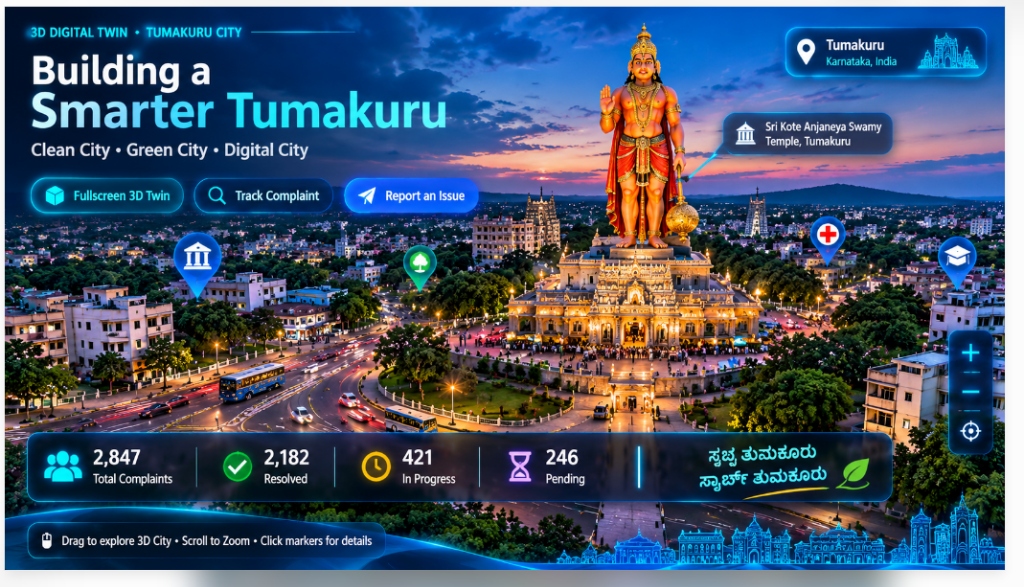 3D DIGITAL TWIN • TUMAKURU CITY
Building a
Smarter Tumakuru
Clean City • Green City • Digital City
Fullscreen 3D Twin
Track Complaint
Report an Issue
Tumakuru
Karnataka, India
Sri Kote Anjaneya Swamy
Temple, Tumakuru
2,847
Total Complaints
2,182
Resolved
421
In Progress
246
Pending
ಸ್ವಚ್ಛ ತುಮಕೂರು
ಸ್ಮಾರ್ಟ್ ತುಮಕೂರು
Drag to explore 3D City • Scroll to Zoom • Click markers for details